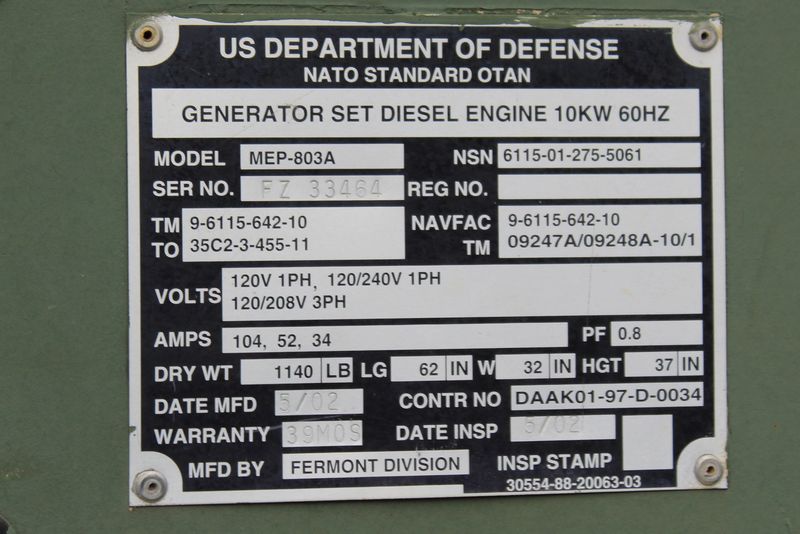 US DEPARTMENT OF DEFENSE
NATO STANDARD OTAN
GENERATOR SET DIESEL ENGINE 10KW 60HZ
MODEL MEP-803A NSN 6115-01-275-5061
SER NO. FZ 33464 REG NO.
TM 9-6115-642-10 NAVFAC 9-6115-642-10
TO 35C2-3-455-11 TM 09247A/09248A-10/1
VOLTS 120V 1PH, 120/240V 1PH
120/208V 3PH
AMPS 104, 52, 34 PF 0.8
DRY WT 1140 LB LG 62 IN W 32 IN HGT 37 IN
DATE MFD 5/02 CONTR NO DAAK01-97-D-0034
WARRANTY 39MOS DATE INSP 5/02
MFD BY FERMONT DIVISION INSP STAMP
30554-88-20063-03